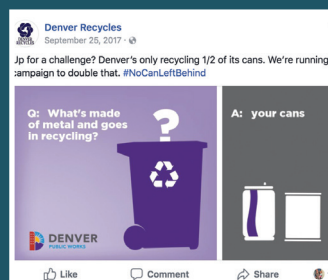 Denver Recycles
September 25, 2017 ·
Up for a challenge? Denver's only recycling 1/2 of its cans. We're running
campaign to double that. #NoCanLeftBehind
Q: What's made
of metal and goes
in recycling?
?
A: your cans
DENVER
PUBLIC WORKS
Like
Comment
Share